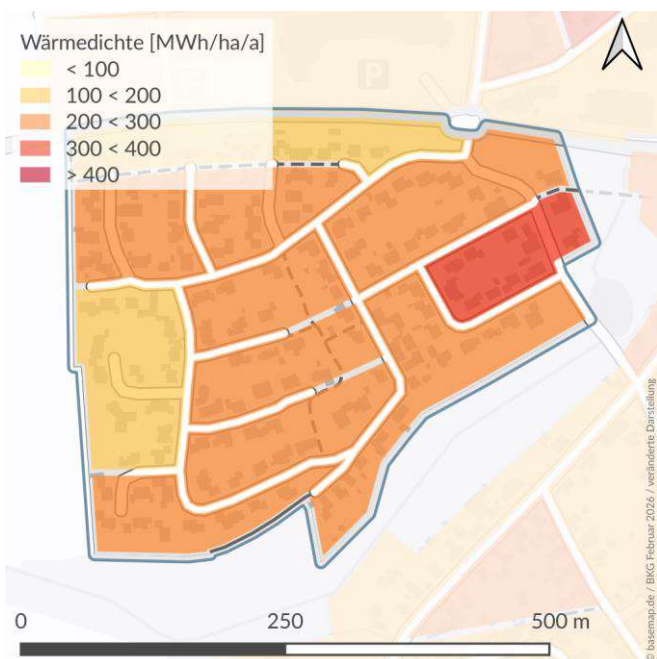 Wärmedichte [MWh/ha/a]
< 100
100 < 200
200 < 300
300 < 400
> 400
P
P
0
250
500 m
© basemap.de / BKG Februar 2026 / veränderte Darstellung